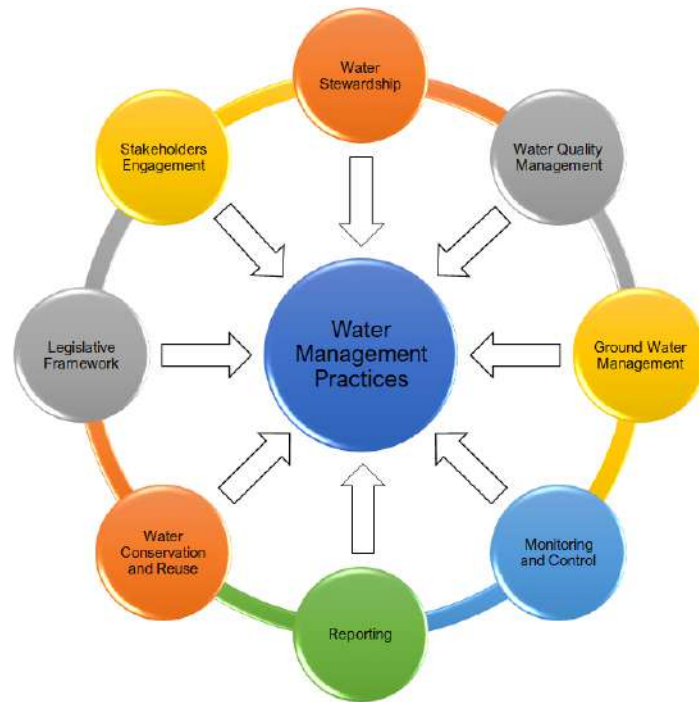 Water
Stewardship
Water Quality
Management
Ground Water
Management
Monitoring
and Control
Reporting
Water
Conservation
and Reuse
Legislative
Framework
Stakeholders
Engagement
Water
Management
Practices